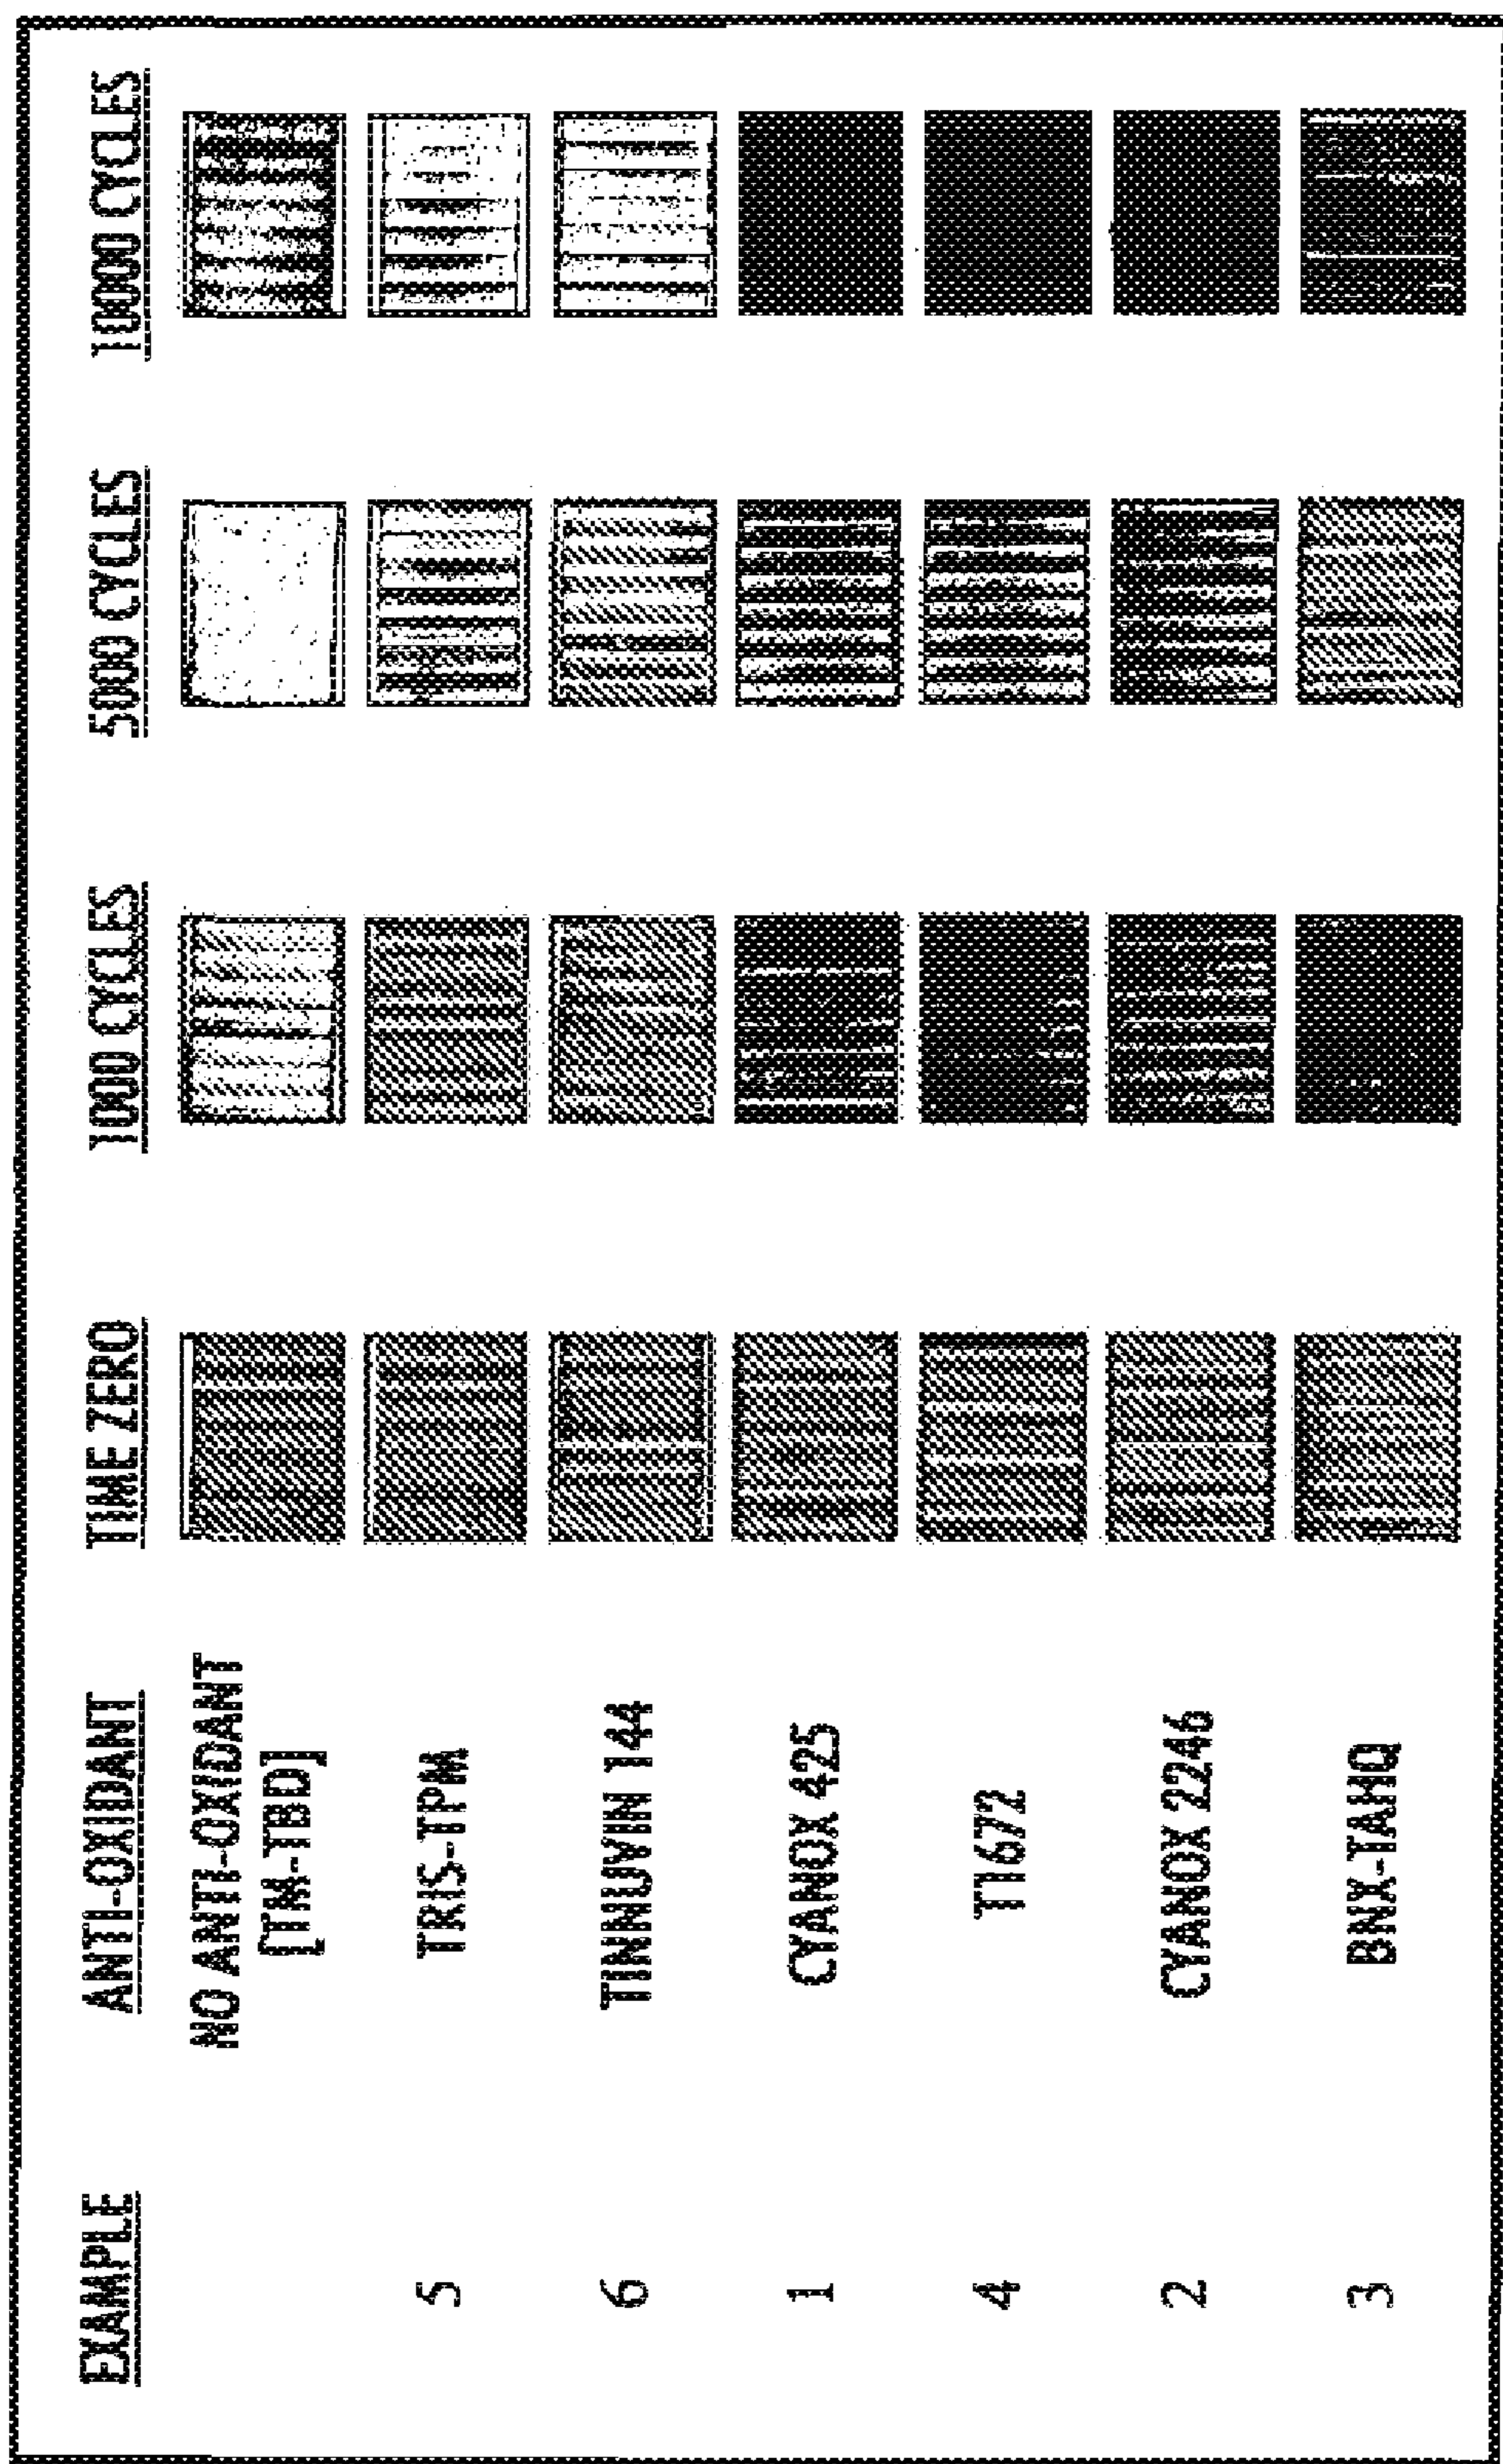 EXAMPLE ANTI-OXIDANT TIME ZERO 1000 CYCLES 5000 CYCLES 10000 CYCLES
NO ANTI-OXIDANT
[TM-TBD]
5 TRIS-TPM
6 TINNUVIN 144
1 CYANOX 425
4 T1672
2 CYANOX 2246
3 BNX-TAHQ